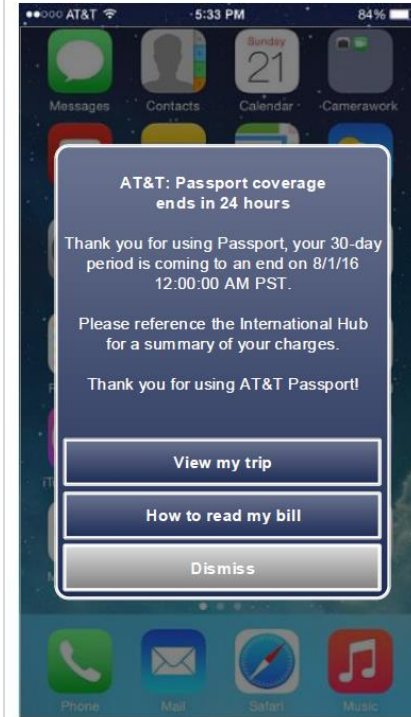 AT&T 5:33 PM 84%
Sunday
21
Messages Contacts Calendar Camerawork
AT&T: Passport coverage
ends in 24 hours
Thank you for using Passport, your 30-day
period is coming to an end on 8/1/16
12:00:00 AM PST.
Please reference the International Hub
for a summary of your charges.
Thank you for using AT&T Passport!
View my trip
How to read my bill
Dismiss
Phone Mail Safari Music